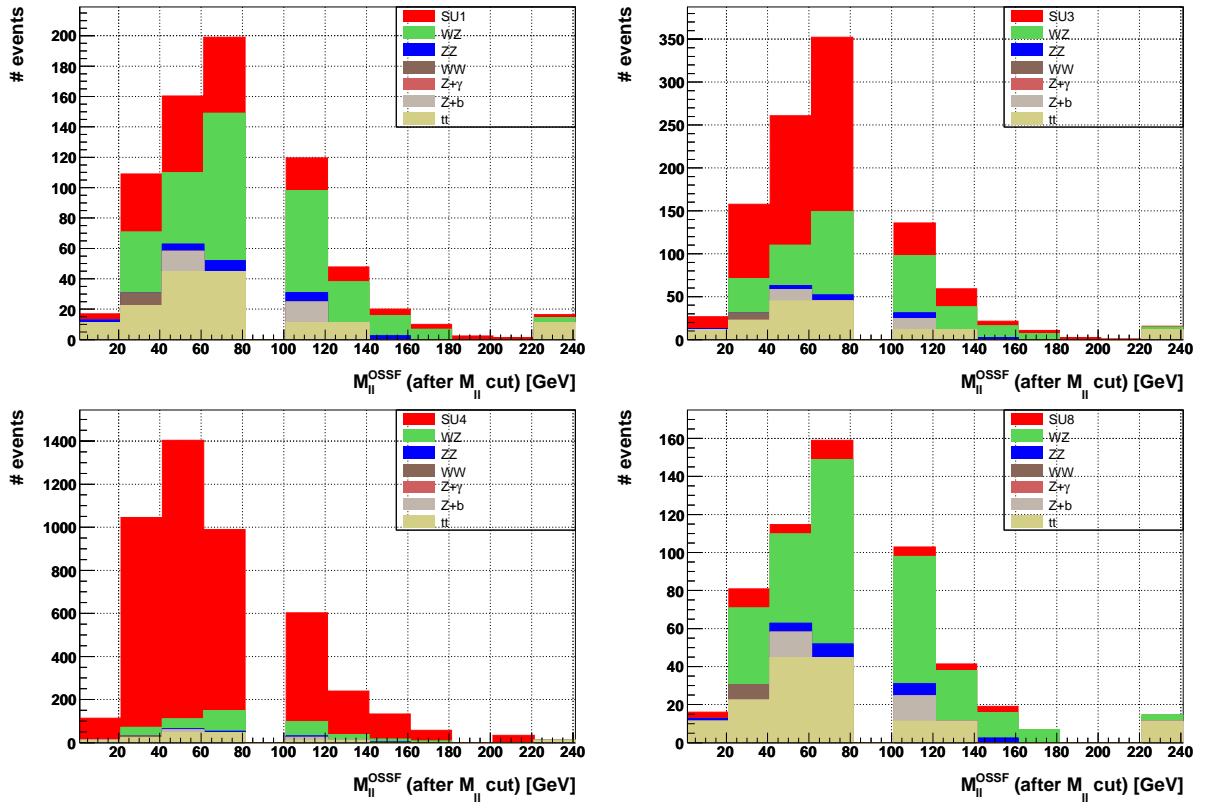 # events
200
180
160
140
120
100
80
60
40
20
0
SU1
WZ
ZZ
WW
Z+γ
Z+b
tt
20 40 60 80 100 120 140 160 180 200 220 240
M_ll^OSSF (after M_ll cut) [GeV]
# events
350
300
250
200
150
100
50
0
SU3
WZ
ZZ
WW
Z+γ
Z+b
tt
20 40 60 80 100 120 140 160 180 200 220 240
M_ll^OSSF (after M_ll cut) [GeV]
# events
1400
1200
1000
800
600
400
200
0
SU4
WZ
ZZ
WW
Z+γ
Z+b
tt
20 40 60 80 100 120 140 160 180 200 220 240
M_ll^OSSF (after M_ll cut) [GeV]
# events
160
140
120
100
80
60
40
20
0
SU8
WZ
ZZ
WW
Z+γ
Z+b
tt
20 40 60 80 100 120 140 160 180 200 220 240
M_ll^OSSF (after M_ll cut) [GeV]